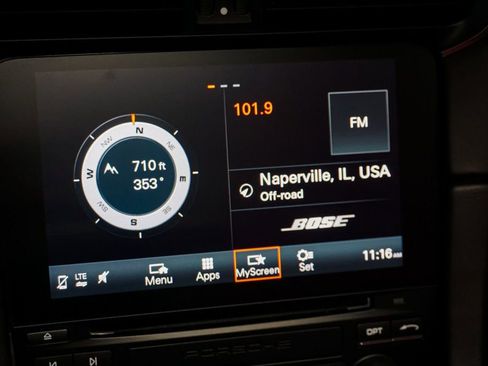 101.9
FM
N
NE
E
SE
S
SW
W
NW
710 ft
353°
Naperville, IL, USA
Off-road
BOSE
LTE
Menu
Apps
MyScreen
Set
11:16 AM
OPT
PORSCHE